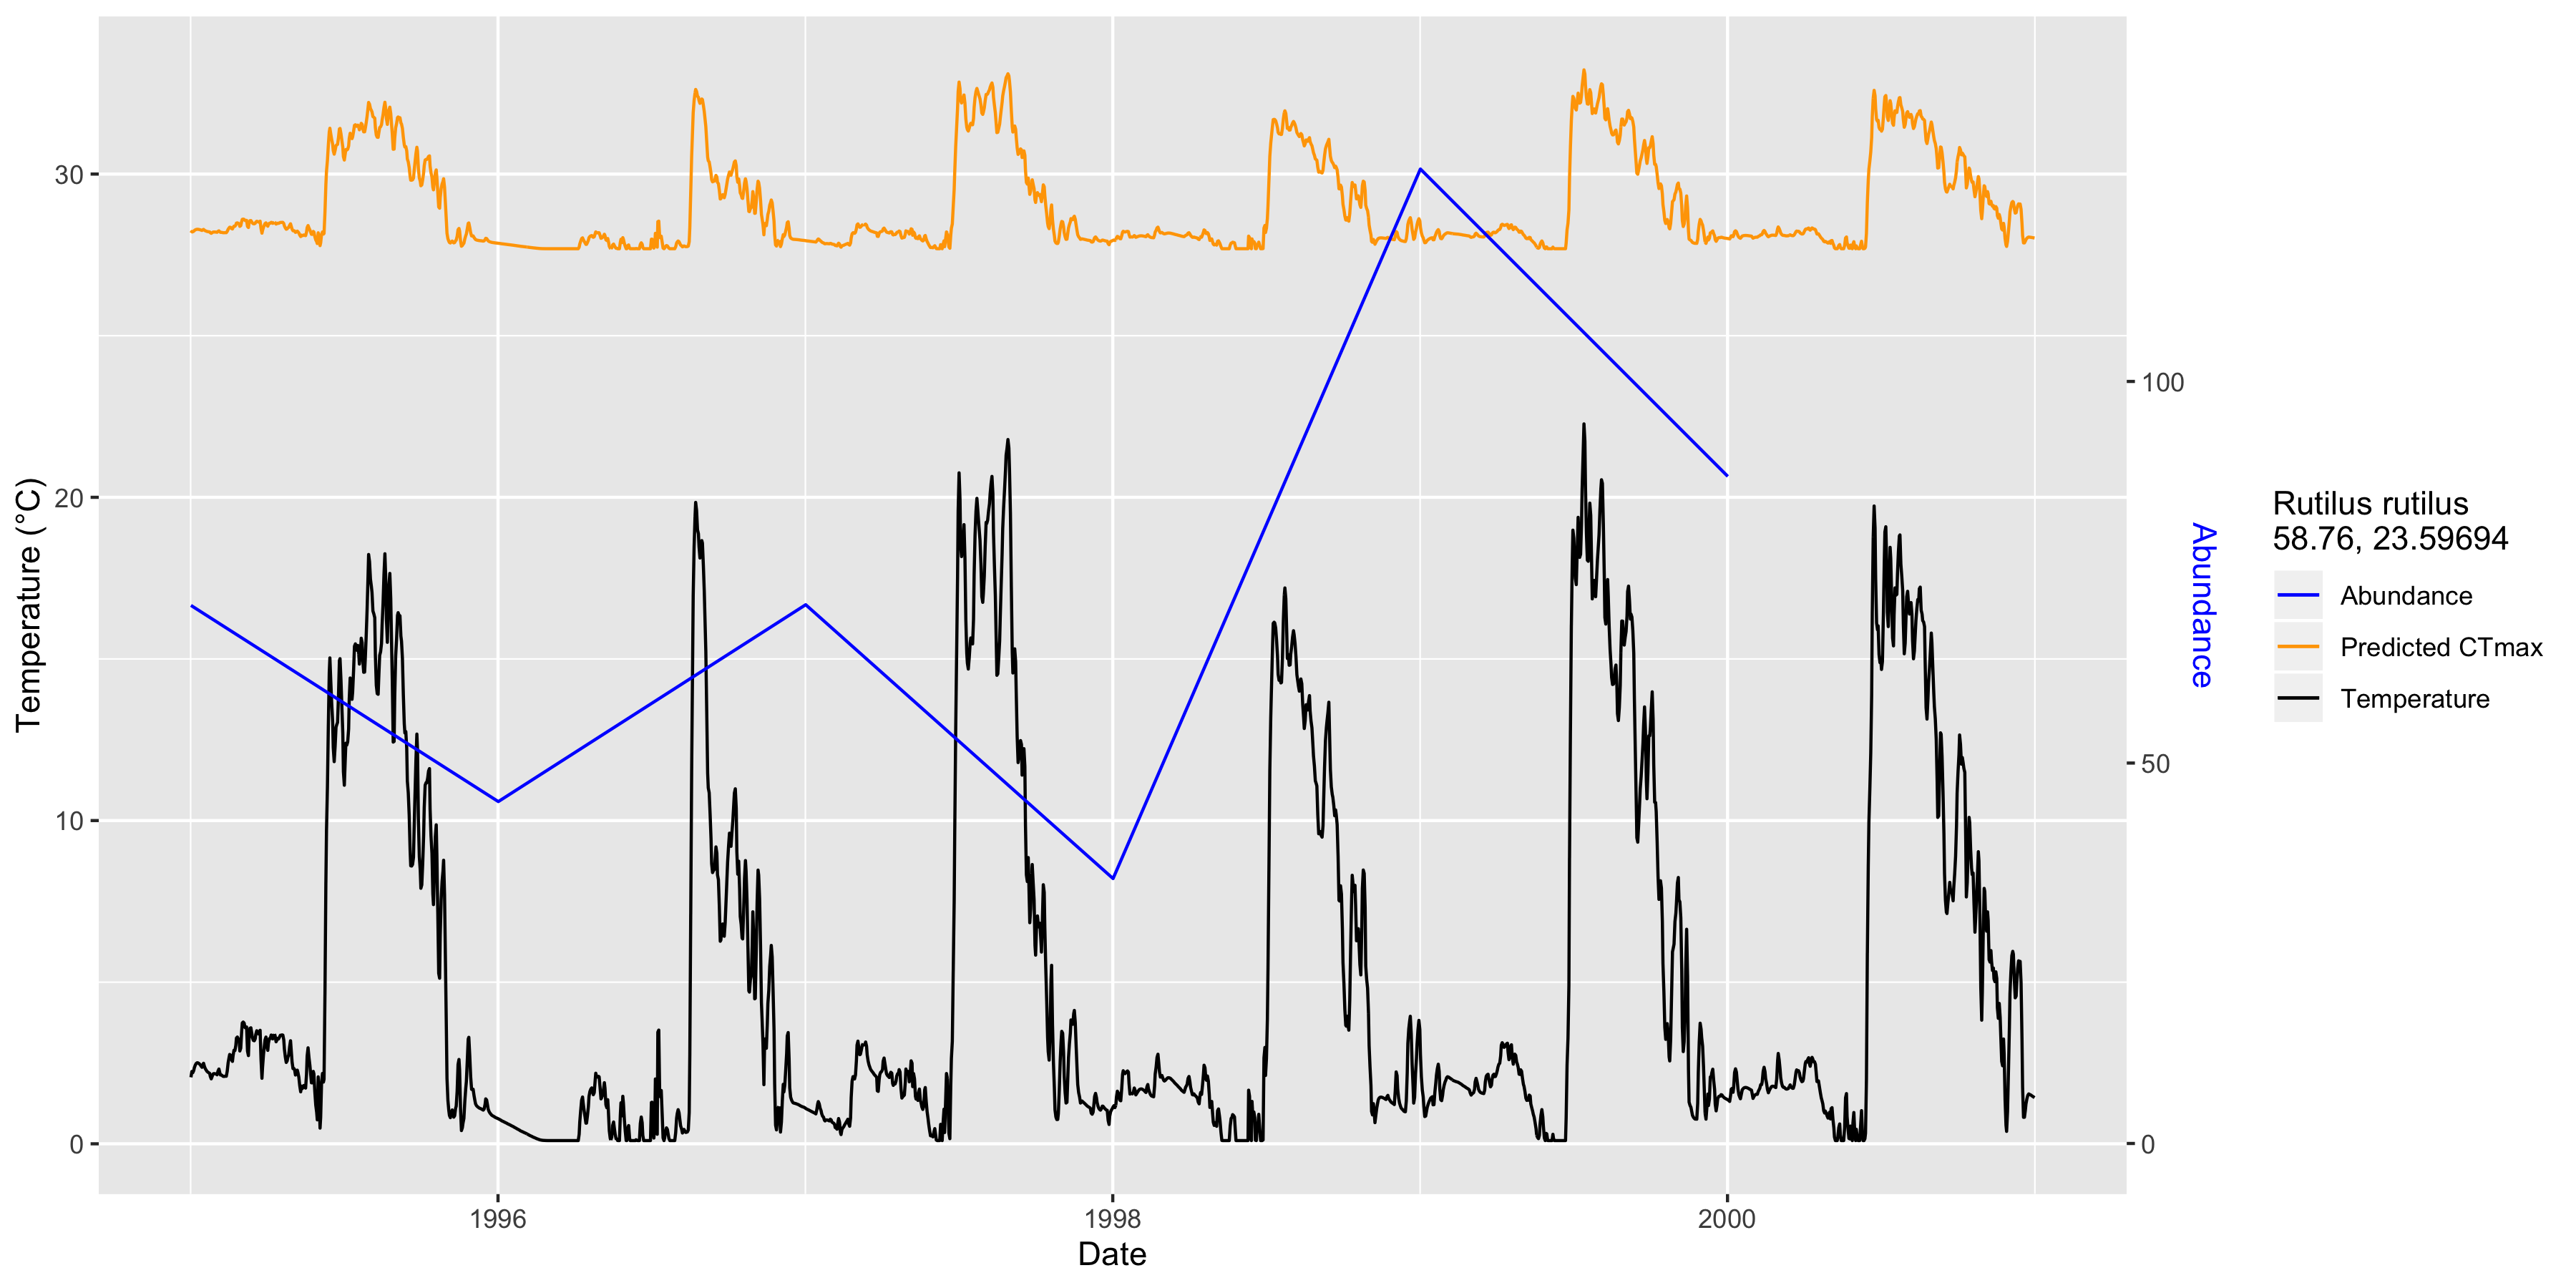 Temperature (°C)
30
20
10
0
1996
1998
2000
Date
100
50
0
Abundance
Rutilus rutilus
58.76, 23.59694
Abundance
Predicted CTmax
Temperature